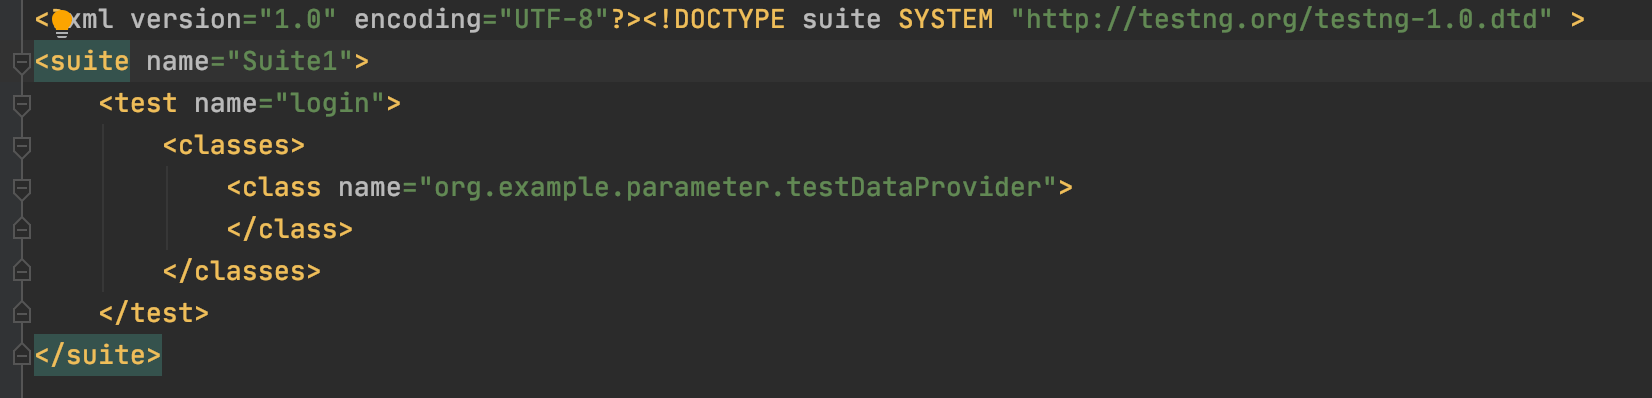 <?xml version="1.0" encoding="UTF-8"?><!DOCTYPE suite SYSTEM "http://testng.org/testng-1.0.dtd" >
<suite name="Suite1">
    <test name="login">
        <classes>
            <class name="org.example.parameter.testDataProvider">
            </class>
        </classes>
    </test>
</suite>